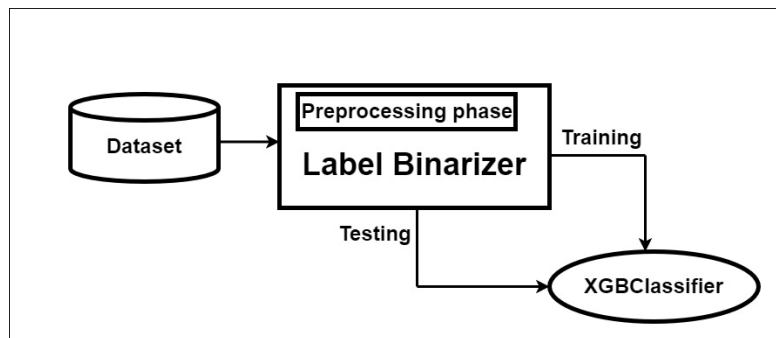 Preprocessing phase
Dataset
Label Binarizer
Training
Testing
XGBClassifier